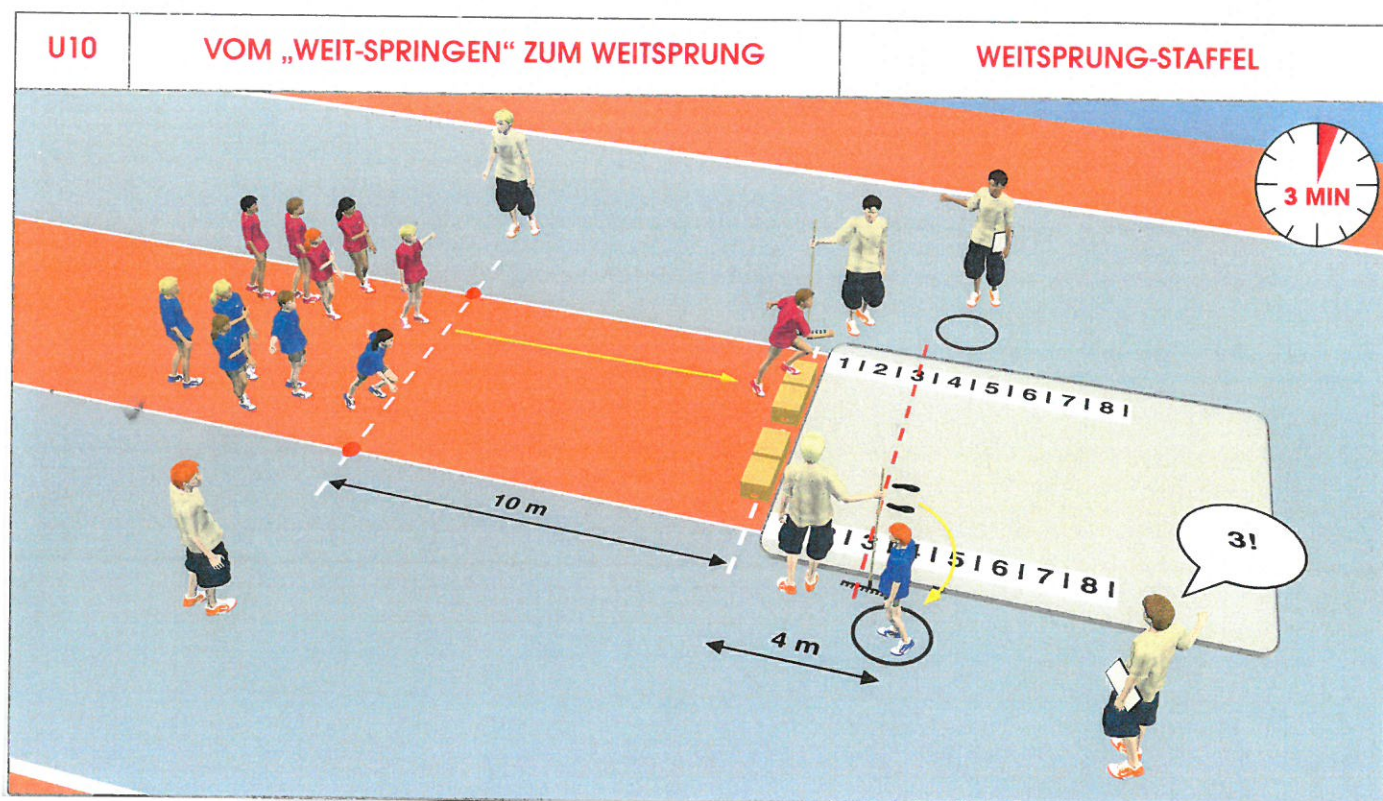 U10
VOM „WEIT-SPRINGEN“ ZUM WEITSPRUNG
WEITSPRUNG-STAFFEL
3 MIN
1 | 2 | 3 | 4 | 5 | 6 | 7 | 8 |
10 m
3!
| 3 | 4 | 5 | 6 | 7 | 8 |
4 m